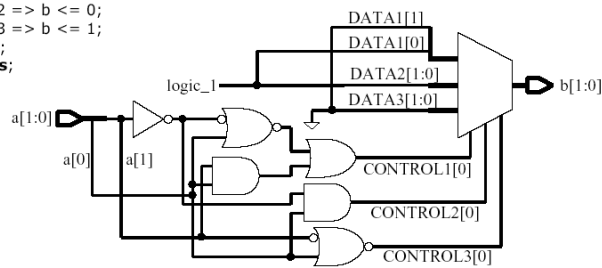 2 => b <= 0;
3 => b <= 1;
;
s;
DATA1[1]
DATA1[0]
logic_1
DATA2[1:0]
b[1:0]
DATA3[1:0]
a[1:0]
a[0]
a[1]
CONTROL1[0]
CONTROL2[0]
CONTROL3[0]